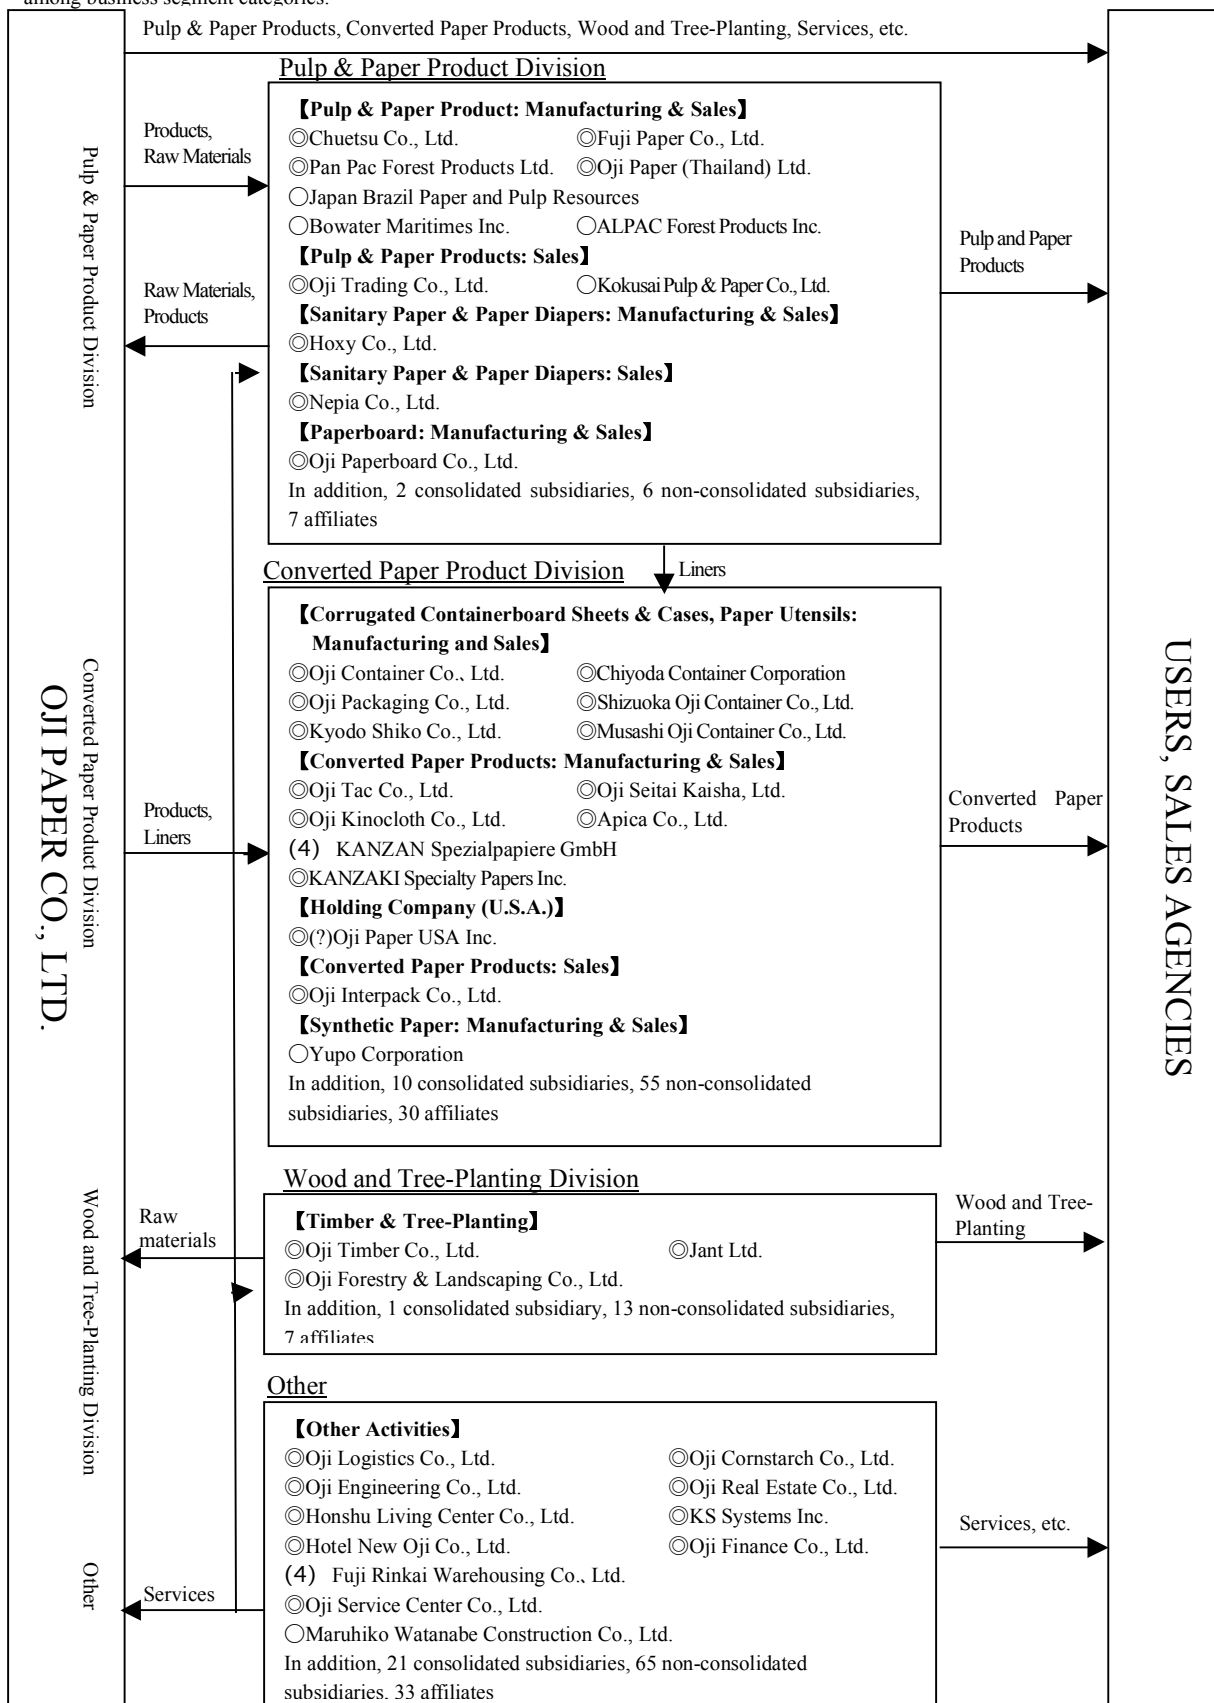 among business segment categories.
Pulp & Paper Products, Converted Paper Products, Wood and Tree-Planting, Services, etc.
OJI PAPER CO., LTD.
Pulp & Paper Product Division
Converted Paper Product Division
Wood and Tree-Planting Division
Other
Pulp & Paper Product Division
【Pulp & Paper Product: Manufacturing & Sales】
◎Chuetsu Co., Ltd. ◎Fuji Paper Co., Ltd.
◎Pan Pac Forest Products Ltd. ◎Oji Paper (Thailand) Ltd.
○Japan Brazil Paper and Pulp Resources
○Bowater Maritimes Inc. ○ALPAC Forest Products Inc.
【Pulp & Paper Products: Sales】
◎Oji Trading Co., Ltd. ○Kokusai Pulp & Paper Co., Ltd.
【Sanitary Paper & Paper Diapers: Manufacturing & Sales】
◎Hoxy Co., Ltd.
【Sanitary Paper & Paper Diapers: Sales】
◎Nepia Co., Ltd.
【Paperboard: Manufacturing & Sales】
◎Oji Paperboard Co., Ltd.
In addition, 2 consolidated subsidiaries, 6 non-consolidated subsidiaries,
7 affiliates
Products,
Raw Materials
Raw Materials,
Products
Pulp and Paper
Products
Liners
Converted Paper Product Division
【Corrugated Containerboard Sheets & Cases, Paper Utensils:
Manufacturing and Sales】
◎Oji Container Co., Ltd. ◎Chiyoda Container Corporation
◎Oji Packaging Co., Ltd. ◎Shizuoka Oji Container Co., Ltd.
◎Kyodo Shiko Co., Ltd. ◎Musashi Oji Container Co., Ltd.
【Converted Paper Products: Manufacturing & Sales】
◎Oji Tac Co., Ltd. ◎Oji Seitai Kaisha, Ltd.
◎Oji Kinocloth Co., Ltd. ◎Apica Co., Ltd.
(4) KANZAN Spezialpapiere GmbH
◎KANZAKI Specialty Papers Inc.
【Holding Company (U.S.A.)】
◎(?)Oji Paper USA Inc.
【Converted Paper Products: Sales】
◎Oji Interpack Co., Ltd.
【Synthetic Paper: Manufacturing & Sales】
○Yupo Corporation
In addition, 10 consolidated subsidiaries, 55 non-consolidated
subsidiaries, 30 affiliates
Products,
Liners
Converted Paper
Products
Wood and Tree-Planting Division
【Timber & Tree-Planting】
◎Oji Timber Co., Ltd. ◎Jant Ltd.
◎Oji Forestry & Landscaping Co., Ltd.
In addition, 1 consolidated subsidiary, 13 non-consolidated subsidiaries,
7 affiliates
Raw
materials
Wood and Tree-
Planting
Other
【Other Activities】
◎Oji Logistics Co., Ltd. ◎Oji Cornstarch Co., Ltd.
◎Oji Engineering Co., Ltd. ◎Oji Real Estate Co., Ltd.
◎Honshu Living Center Co., Ltd. ◎KS Systems Inc.
◎Hotel New Oji Co., Ltd. ◎Oji Finance Co., Ltd.
(4) Fuji Rinkai Warehousing Co., Ltd.
◎Oji Service Center Co., Ltd.
○Maruhiko Watanabe Construction Co., Ltd.
In addition, 21 consolidated subsidiaries, 65 non-consolidated
subsidiaries, 33 affiliates
Services
Services, etc.
USERS, SALES AGENCIES